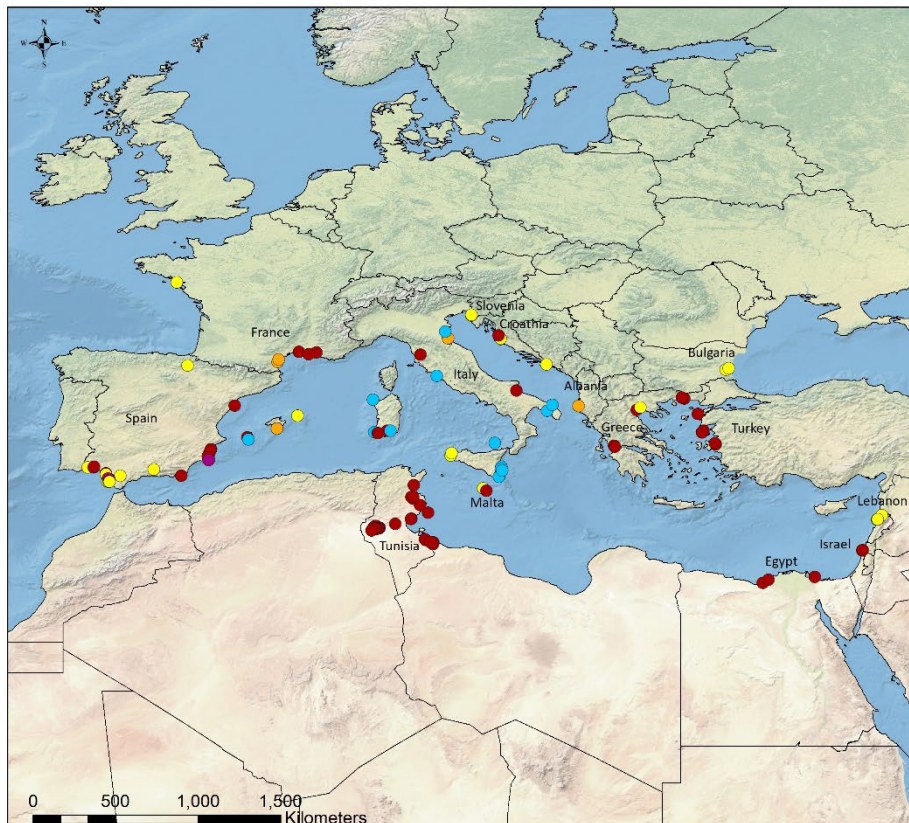 N
W E
S
Slovenia
Croathia
France
Bulgaria
Italy
Albania
Spain
Greece
Turkey
Malta
Lebanon
Tunisia
Israel
Egypt
0 500 1,000 1,500
Kilometers